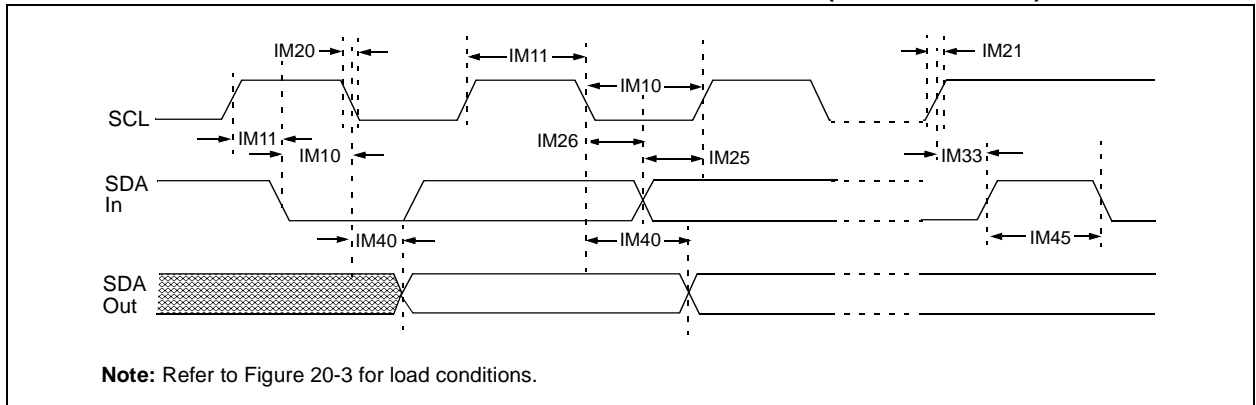 IM20
IM11
IM21
IM10
SCL
IM11
IM26
IM10
IM25
IM33
SDA
In
IM40
IM40
IM45
SDA
Out
Note: Refer to Figure 20-3 for load conditions.